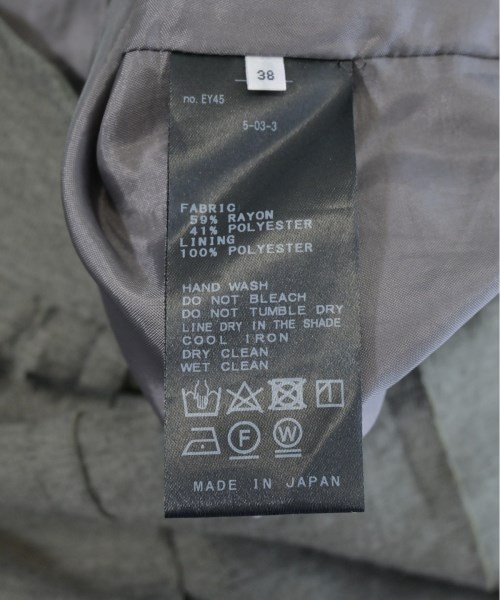 38
no. EY45
5-03-3
FABRIC
59% RAYON
41% POLYESTER
LINING
100% POLYESTER
HAND WASH
DO NOT BLEACH
DO NOT TUMBLE DRY
LINE DRY IN THE SHADE
COOL IRON
DRY CLEAN
WET CLEAN
F W
MADE IN JAPAN